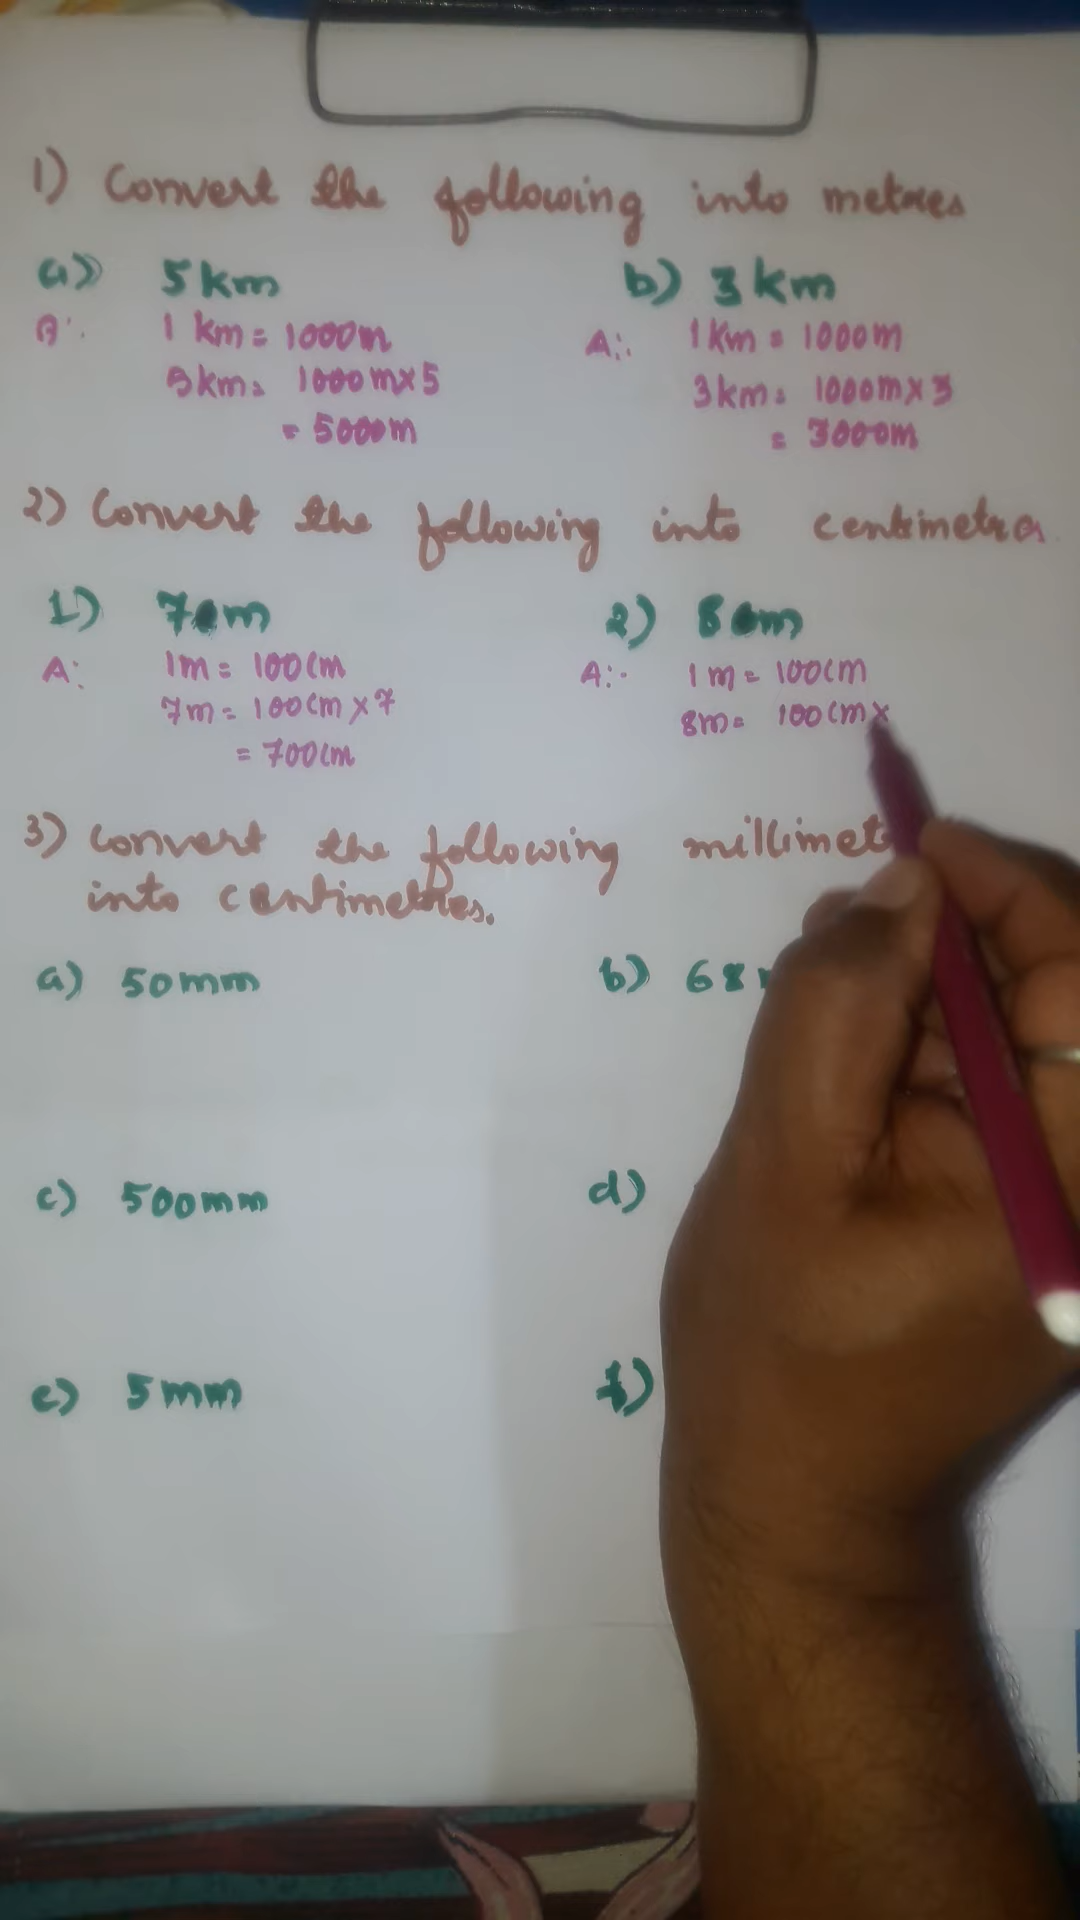 1) Convert the following into metres
a) 5km b) 3km
A:. 1 Km = 1000m A:. 1Km = 1000m
5km = 1000m×5 3km = 1000m×3
= 5000m = 3000m
2) Convert the following into centimetres
1) 7m 2) 8m
A: 1m = 100cm A:- 1m = 100cm
7m = 100cm×7 8m = 100cm×
= 700cm
3) Convert the following
into centimetres.
a) 50mm b) 68
c) 500mm d)
e) 5mm f)